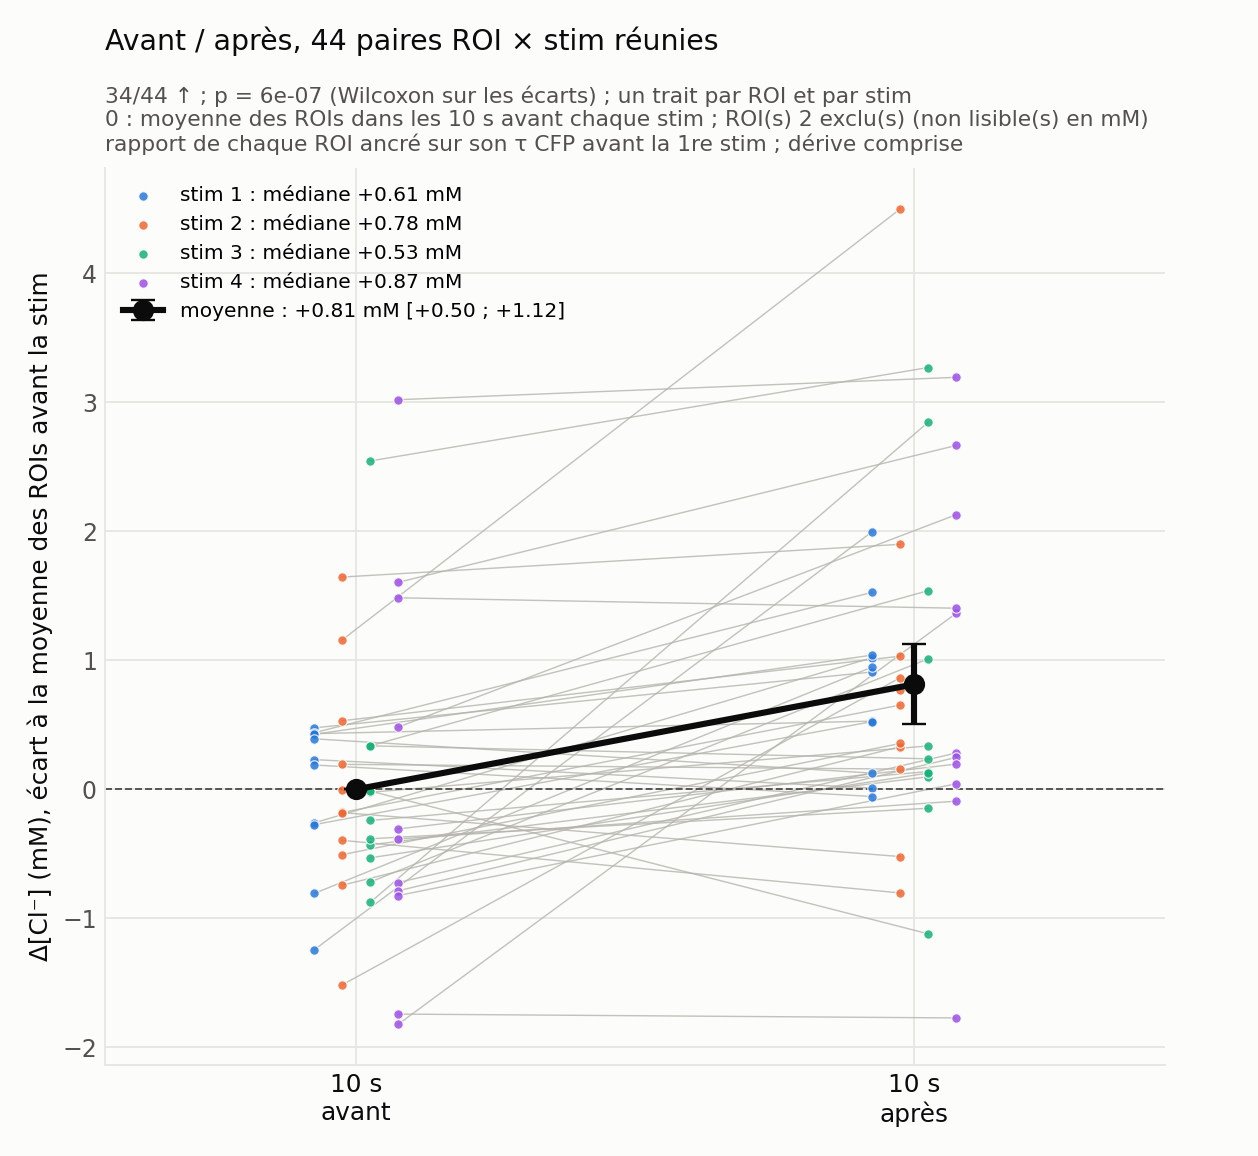 Avant / après, 44 paires ROI × stim réunies
34/44 ↑ ; p = 6e-07 (Wilcoxon sur les écarts) ; un trait par ROI et par stim
0 : moyenne des ROIs dans les 10 s avant chaque stim ; ROI(s) 2 exclu(s) (non lisible(s) en mM)
rapport de chaque ROI ancré sur son τ CFP avant la 1re stim ; dérive comprise
stim 1 : médiane +0.61 mM
stim 2 : médiane +0.78 mM
stim 3 : médiane +0.53 mM
stim 4 : médiane +0.87 mM
moyenne : +0.81 mM [+0.50 ; +1.12]
Δ[Cl⁻] (mM), écart à la moyenne des ROIs avant la stim
4
3
2
1
0
−1
−2
10 s
avant
10 s
après